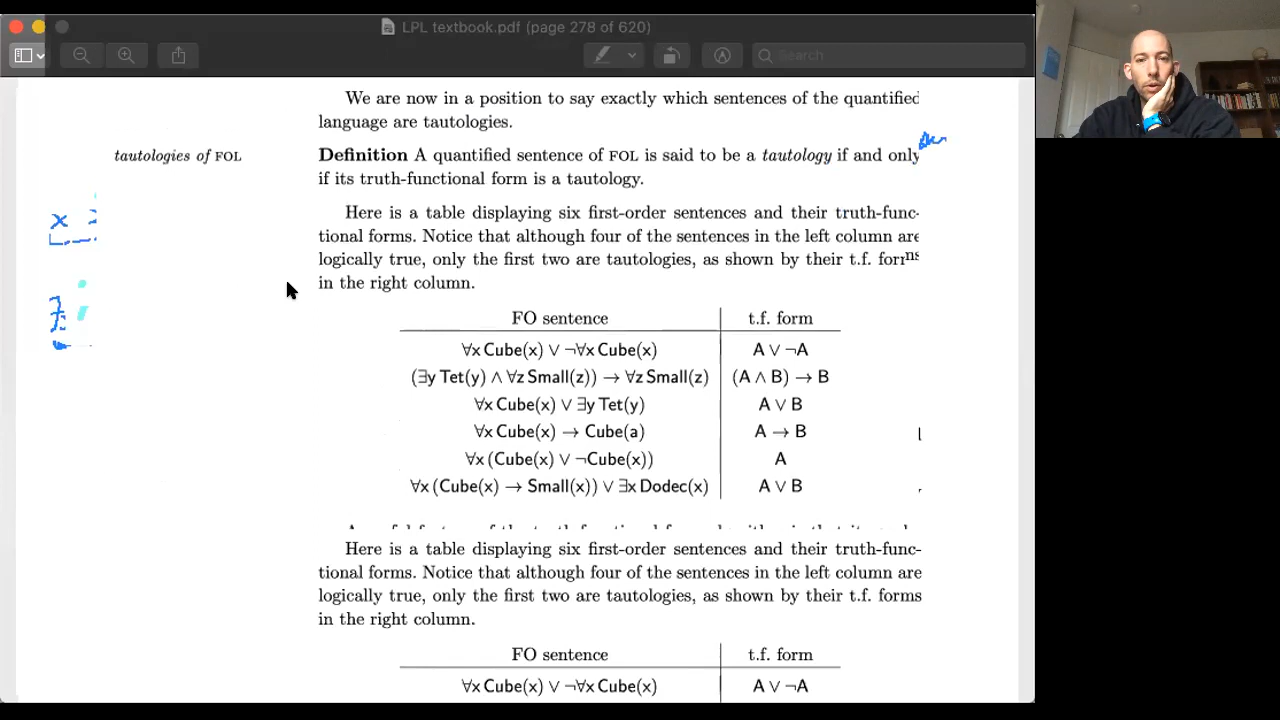 LPL textbook.pdf (page 278 of 620)
Search
We are now in a position to say exactly which sentences of the quantified
language are tautologies.
tautologies of FOL
Definition A quantified sentence of FOL is said to be a tautology if and only
if its truth-functional form is a tautology.
Here is a table displaying six first-order sentences and their truth-func-
tional forms. Notice that although four of the sentences in the left column are
logically true, only the first two are tautologies, as shown by their t.f. forms
in the right column.
FO sentence t.f. form
∀x Cube(x) ∨ ¬∀x Cube(x) A ∨ ¬A
(∃y Tet(y) ∧ ∀z Small(z)) → ∀z Small(z) (A ∧ B) → B
∀x Cube(x) ∨ ∃y Tet(y) A ∨ B
∀x Cube(x) → Cube(a) A → B
∀x (Cube(x) ∨ ¬Cube(x)) A
∀x (Cube(x) → Small(x)) ∨ ∃x Dodec(x) A ∨ B
Here is a table displaying six first-order sentences and their truth-func-
tional forms. Notice that although four of the sentences in the left column are
logically true, only the first two are tautologies, as shown by their t.f. forms
in the right column.
FO sentence t.f. form
∀x Cube(x) ∨ ¬∀x Cube(x) A ∨ ¬A